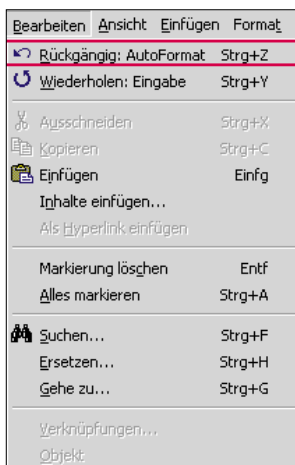 Bearbeiten Ansicht Einfügen Format
Rückgängig: AutoFormat Strg+Z
Wiederholen: Eingabe Strg+Y
Ausschneiden Strg+X
Kopieren Strg+C
Einfügen Einfg
Inhalte einfügen...
Als Hyperlink einfügen
Markierung löschen Entf
Alles markieren Strg+A
Suchen... Strg+F
Ersetzen... Strg+H
Gehe zu... Strg+G
Verknüpfungen...
Objekt